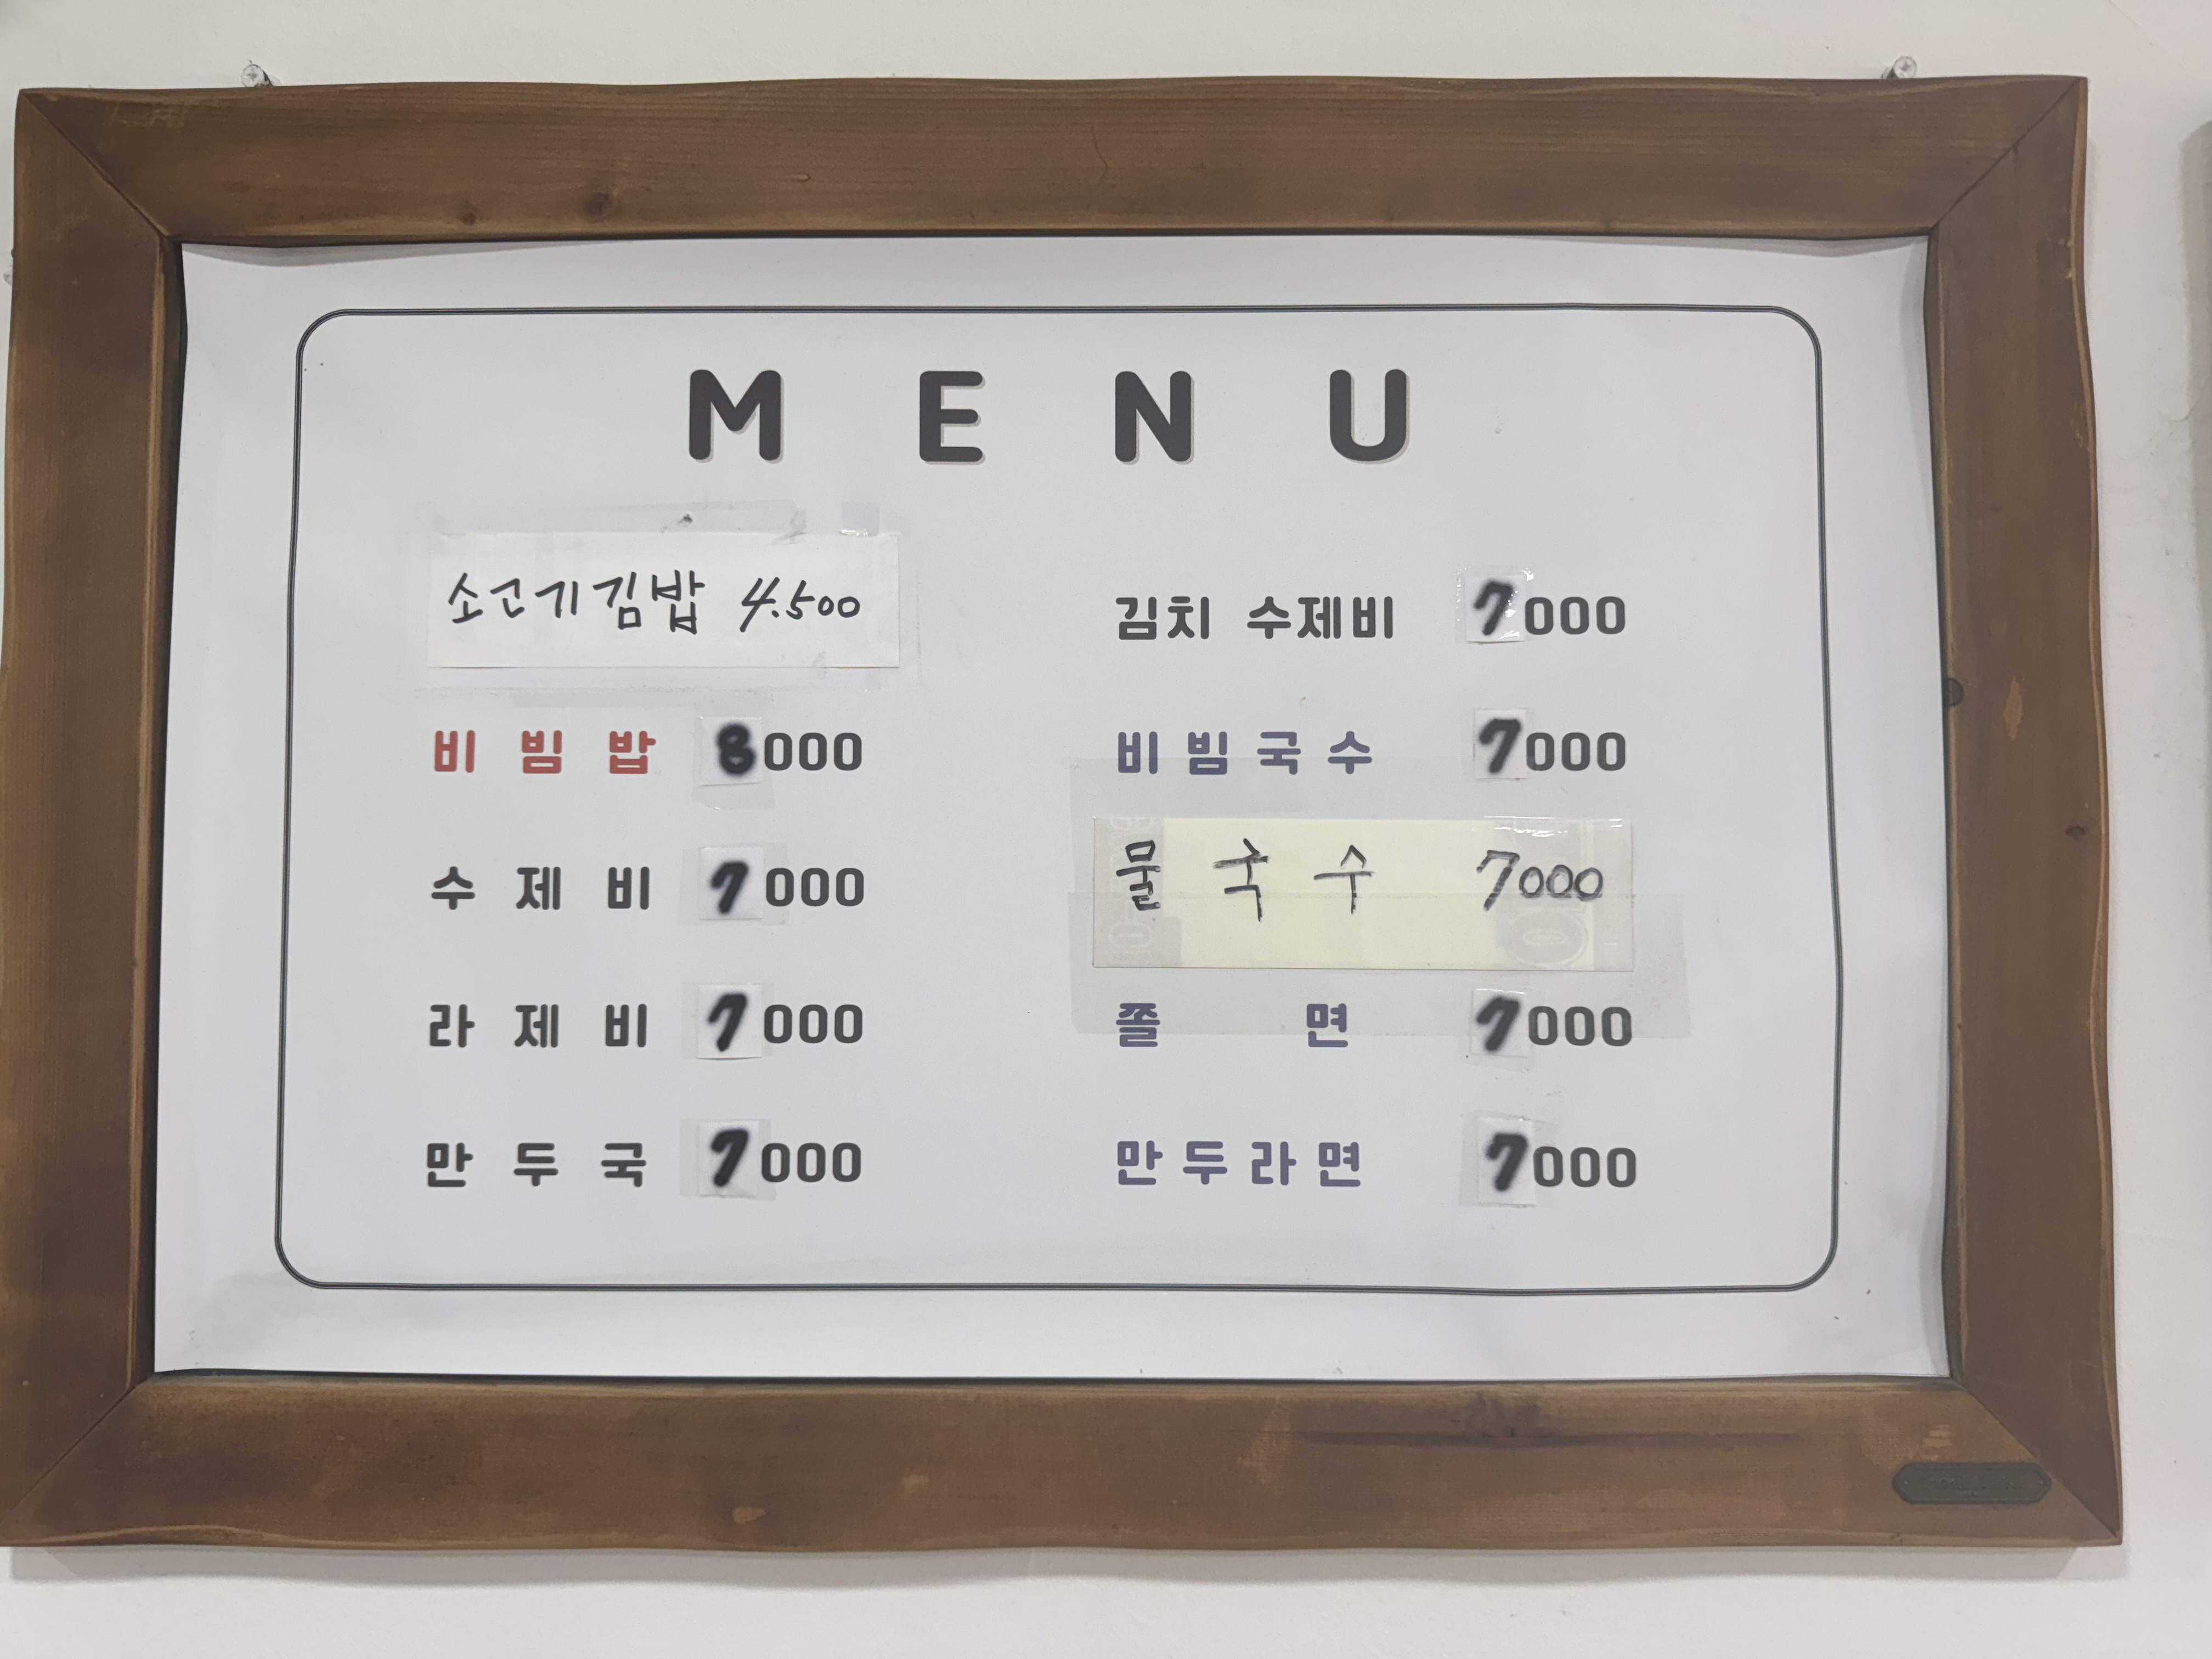 M E N U
소고기김밥 4.500
비 빔 밥 8000
수 제 비 7000
라 제 비 7000
만 두 국 7000
김치 수제비 7000
비 빔 국 수 7000
물 국 수 7000
쫄 면 7000
만 두 라 면 7000